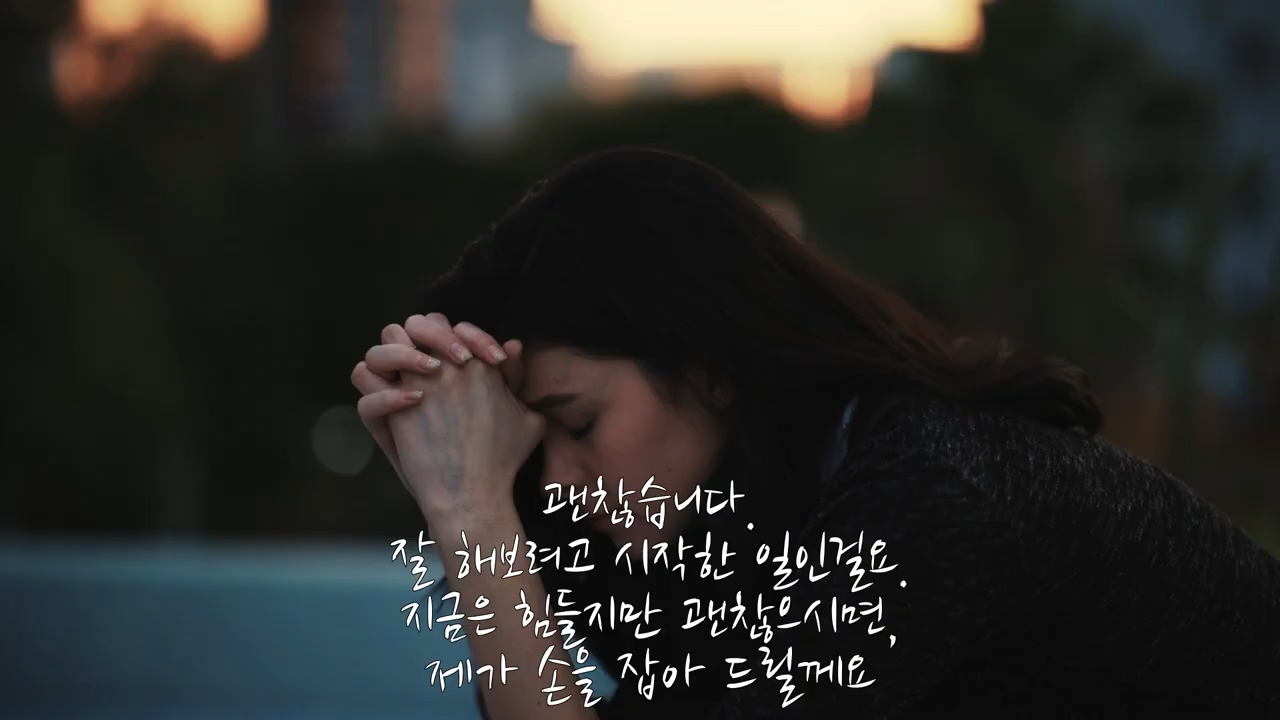 괜찮습니다.
잘 해보려고 시작한 일인걸요.
지금은 힘들지만 괜찮으시면,
제가 손을 잡아 드릴께요